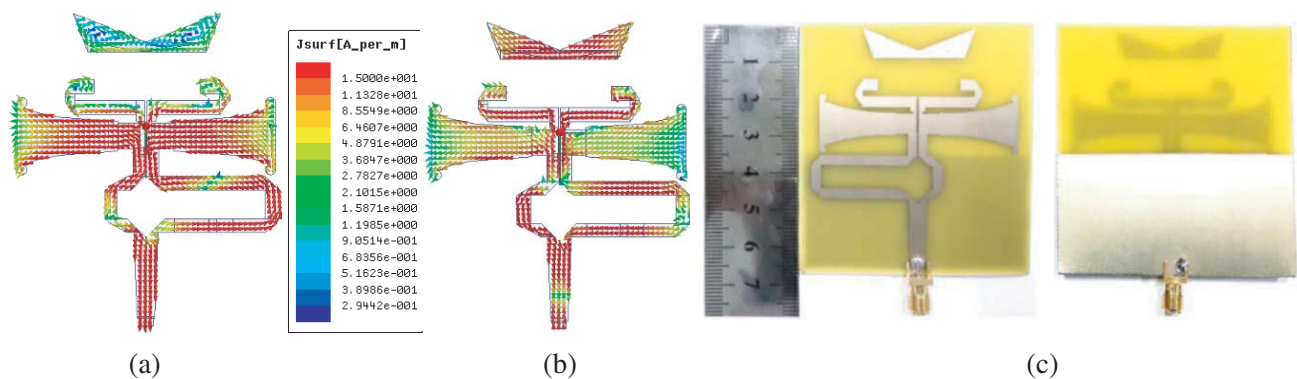 Jsurf[A_per_m]
1.5000e+001
1.1328e+001
8.5549e+000
6.4607e+000
4.8791e+000
3.6847e+000
2.7827e+000
2.1015e+000
1.5871e+000
1.1985e+000
9.0514e-001
6.8356e-001
5.1623e-001
3.8986e-001
2.9442e-001
1
2
3
4
5
6
7
(a)
(b)
(c)